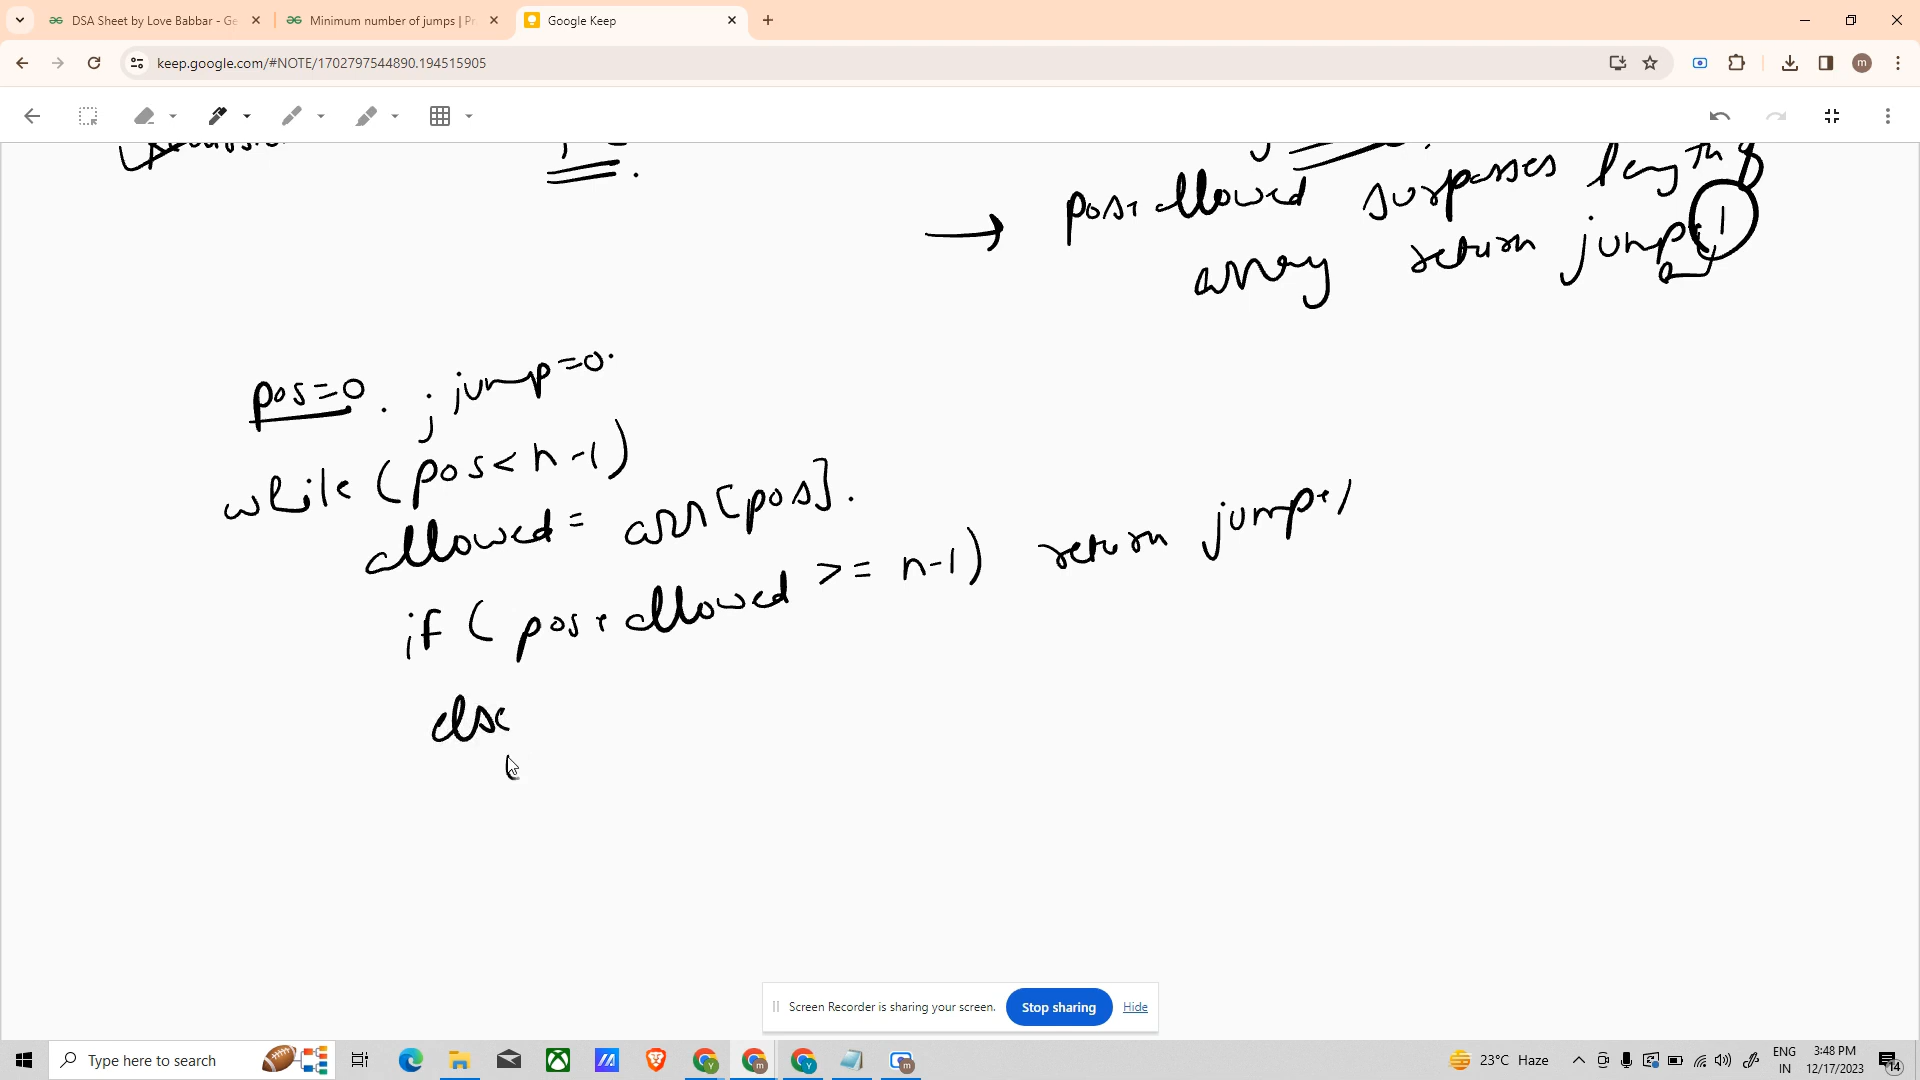 DSA Sheet by Love Babbar - Ge
Minimum number of jumps | Pr
Google Keep
keep.google.com/#NOTE/1702797544890.194515905
m
pos+allowed surpasses length of
array return jump+1
pos=0. ; jump=0.
while (pos<n-1)
allowed = arr[pos].
if ( pos+allowed >= n-1) return jump+1
else
Screen Recorder is sharing your screen.
Stop sharing
Hide
Type here to search
23°C Haze
ENG
IN
3:48 PM
12/17/2023
14